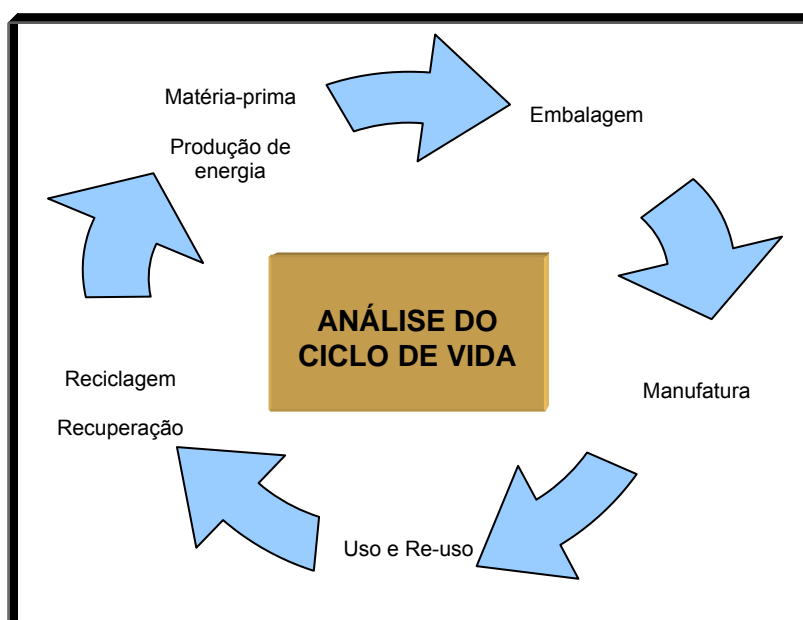 Matéria-prima
Produção de
energia
Embalagem
ANÁLISE DO
CICLO DE VIDA
Reciclagem
Recuperação
Manufatura
Uso e Re-uso